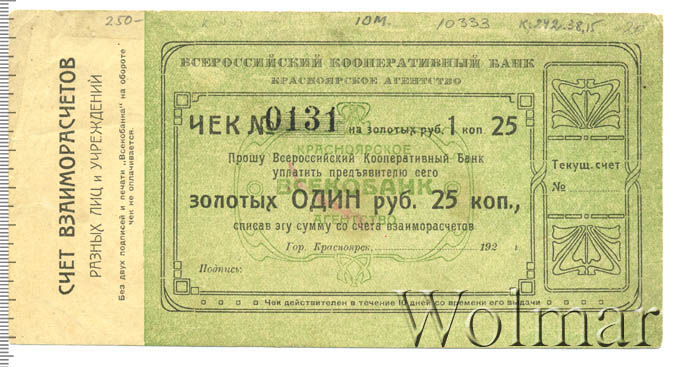 250-
10М.
10333
К.242.38,15
ВСЕРОССИЙСКИЙ КООПЕРАТИВНЫЙ БАНК
КРАСНОЯРСКОЕ АГЕНТСТВО
ЧЕК № 0131 на золотых руб. 1 коп 25
КРАСНОЯРСКОЕ
Прошу Всероссийский Кооперативный Банк
уплатить предъявителю сего
ВСЕКОБАНК
золотых ОДИН руб. 25 коп.,
АГЕНТСТВО
списав эту сумму со счета взаиморасчетов
Гор. Красноярск, 192 г
Подпись:
Чек действителен в течение 10 дней со времени его выдачи
Текущ. счет
№
СЧЕТ ВЗАИМОРАСЧЕТОВ
РАЗНЫХ ЛИЦ и УЧРЕЖДЕНИЙ
Без двух подписей и печати „Всекобанка" на обороте
чек не оплачивается.
Wolmar